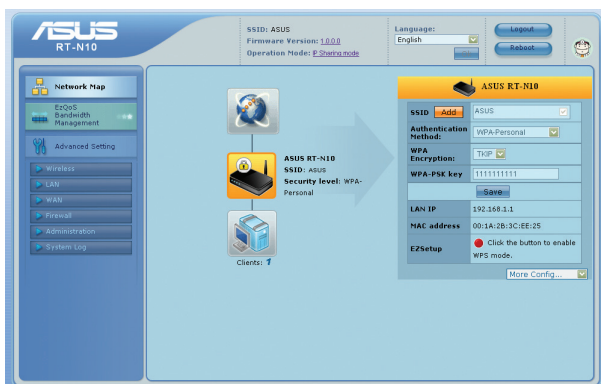 ASUS
RT-N10
SSID: ASUS
Firmware Version: 1.0.0.0
Operation Mode: IP Sharing mode
Language:
English
Logout
Reboot
Network Map
EzQoS
Bandwidth
Management
Advanced Setting
Wireless
LAN
WAN
Firewall
Administration
System Log
ASUS RT-N10
SSID: ASUS
Security level: WPA-
Personal
Clients: 1
ASUS RT-N10
SSID Add ASUS
Authentication
Method: WPA-Personal
WPA
Encryption: TKIP
WPA-PSK key 1111111111
Save
LAN IP 192.168.1.1
MAC address 00:1A:2B:3C:EE:25
EZSetup Click the button to enable
WPS mode.
More Config...